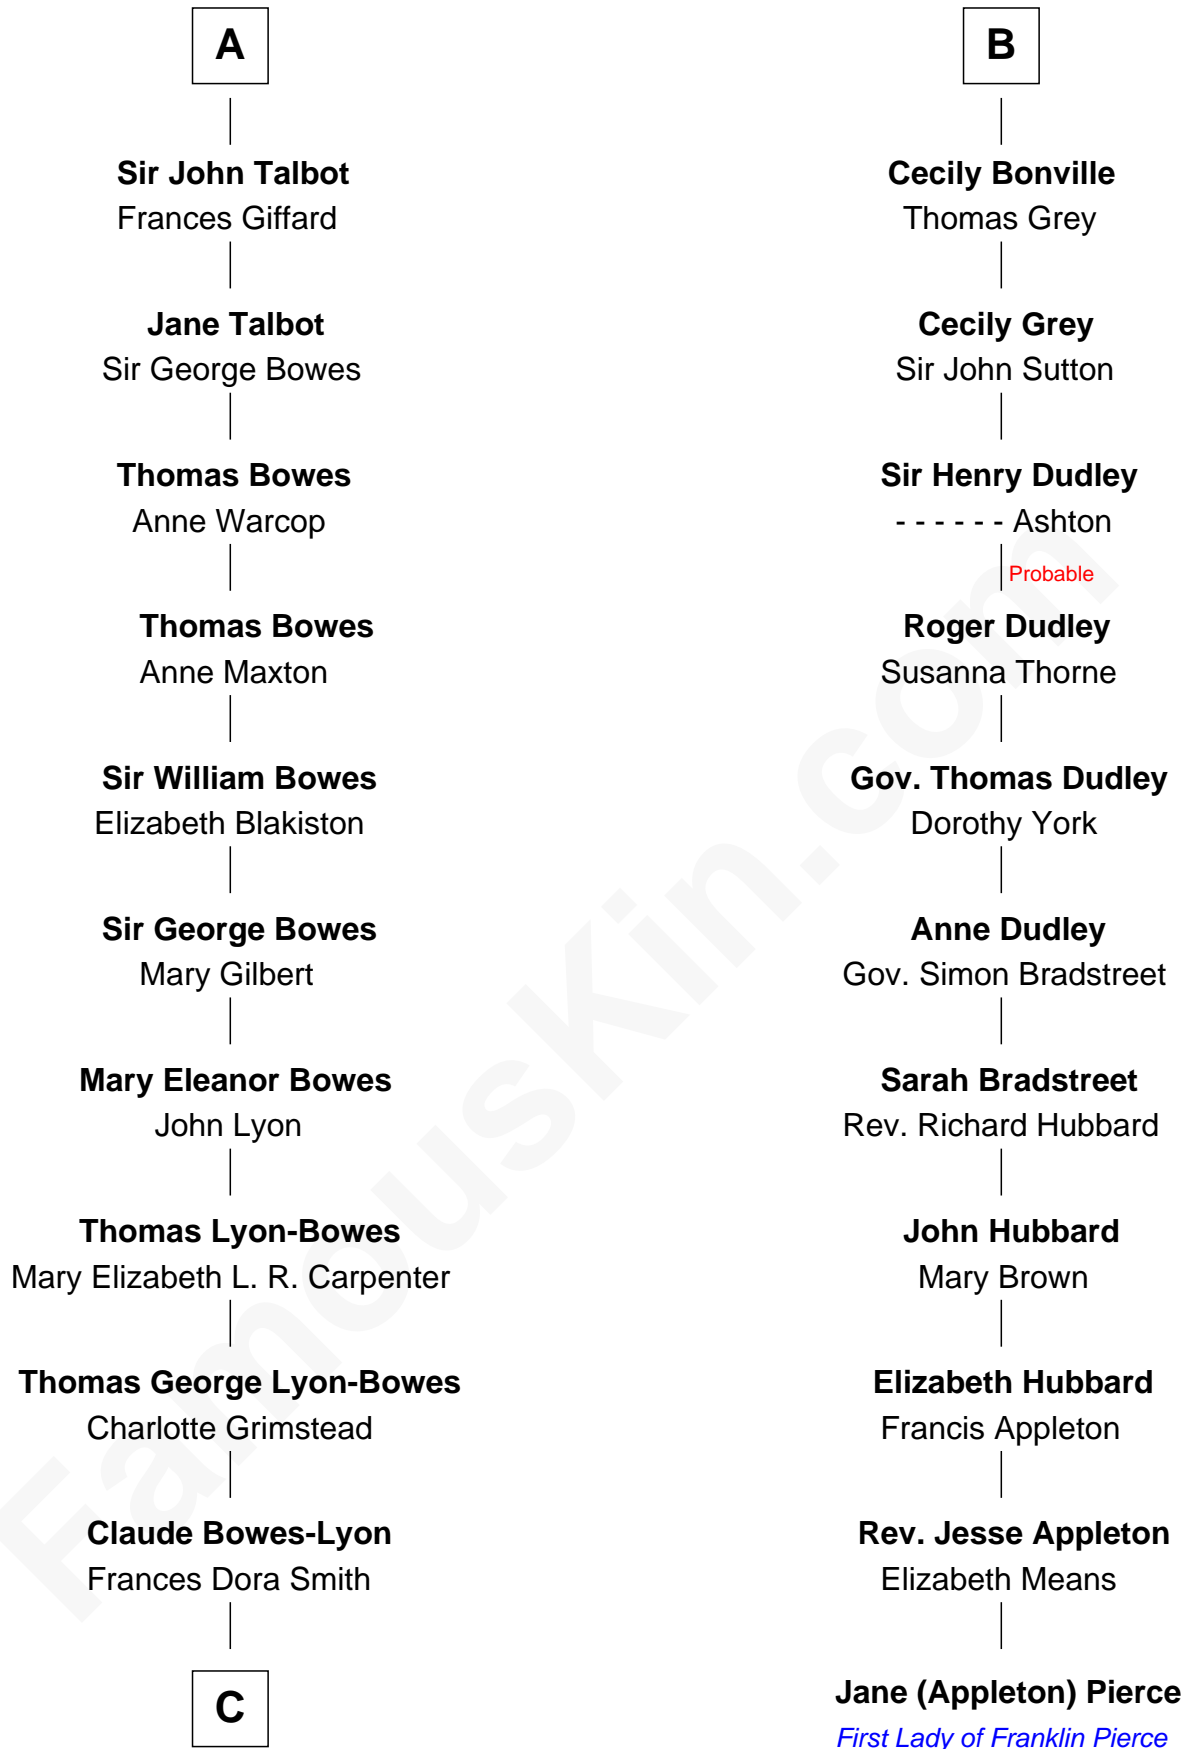 A
Sir John Talbot
Frances Giffard
Jane Talbot
Sir George Bowes
Thomas Bowes
Anne Warcop
Thomas Bowes
Anne Maxton
Sir William Bowes
Elizabeth Blakiston
Sir George Bowes
Mary Gilbert
Mary Eleanor Bowes
John Lyon
Thomas Lyon-Bowes
Mary Elizabeth L. R. Carpenter
Thomas George Lyon-Bowes
Charlotte Grimstead
Claude Bowes-Lyon
Frances Dora Smith
C
B
Cecily Bonville
Thomas Grey
Cecily Grey
Sir John Sutton
Sir Henry Dudley
- - - - - - Ashton
Probable
Roger Dudley
Susanna Thorne
Gov. Thomas Dudley
Dorothy York
Anne Dudley
Gov. Simon Bradstreet
Sarah Bradstreet
Rev. Richard Hubbard
John Hubbard
Mary Brown
Elizabeth Hubbard
Francis Appleton
Rev. Jesse Appleton
Elizabeth Means
Jane (Appleton) Pierce
First Lady of Franklin Pierce
FamousKin.com